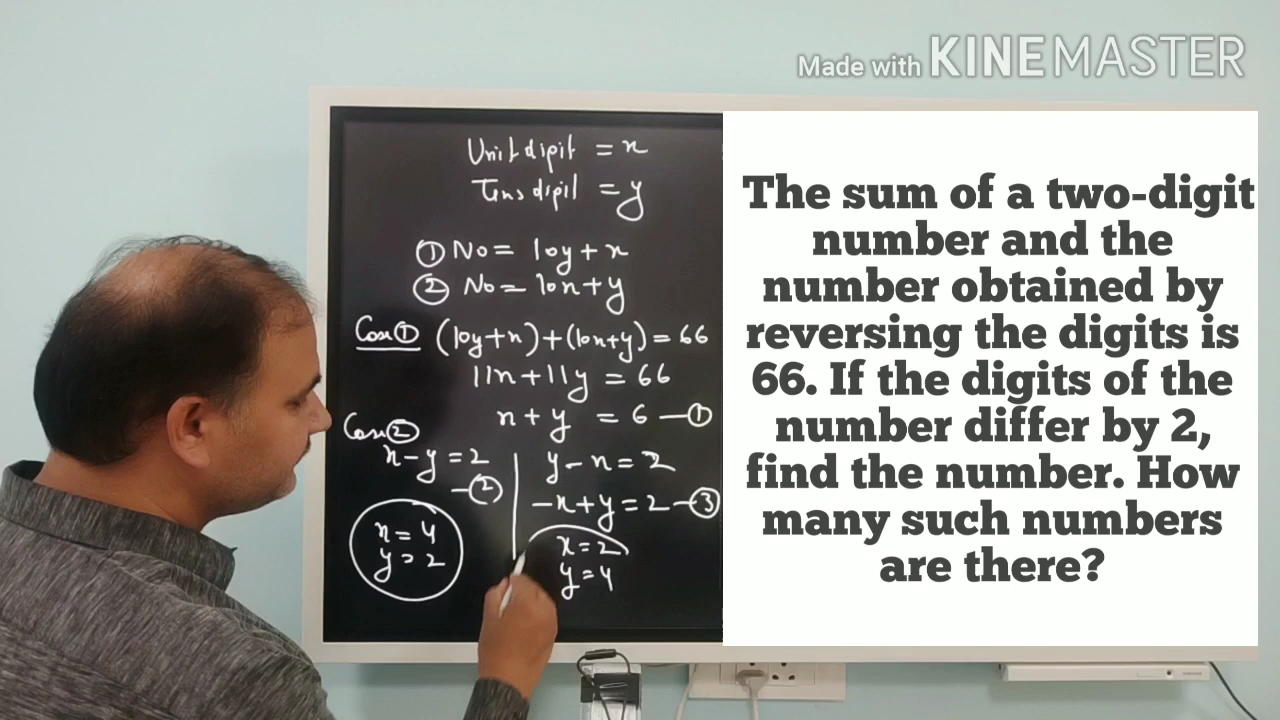 Made with KINEMASTER
Unit digit = x
Tens digit = y
① No = 10y + x
② No = 10x + y
Con① (10y+x)+(10x+y) = 66
11x + 11y = 66
x + y = 6 —①
Con②
x - y = 2 —②
x = 4
y = 2
y - x = 2
-x + y = 2 —③
x = 2
y = 4
The sum of a two-digit
number and the
number obtained by
reversing the digits is
66. If the digits of the
number differ by 2,
find the number. How
many such numbers
are there?